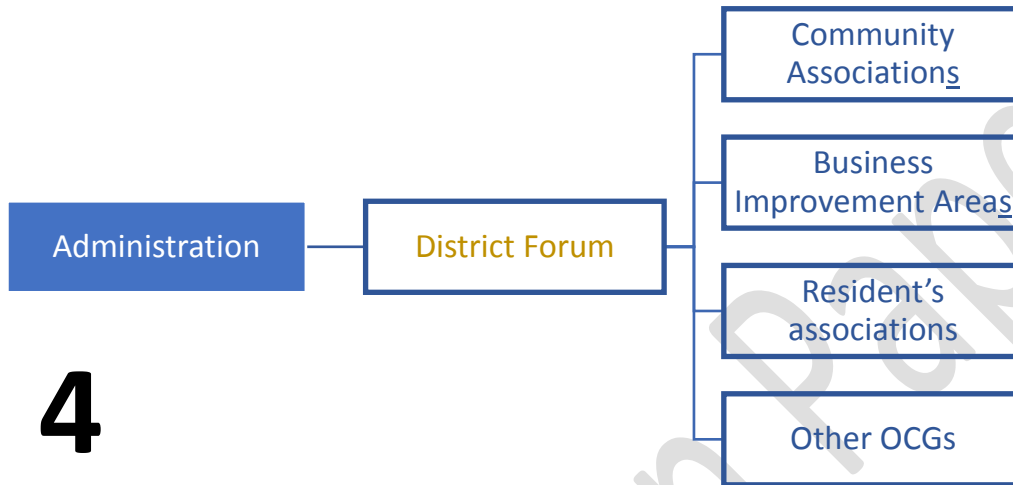 Community
Associations
Business
Improvement Areas
Administration
District Forum
Resident's
associations
4
Other OCGs